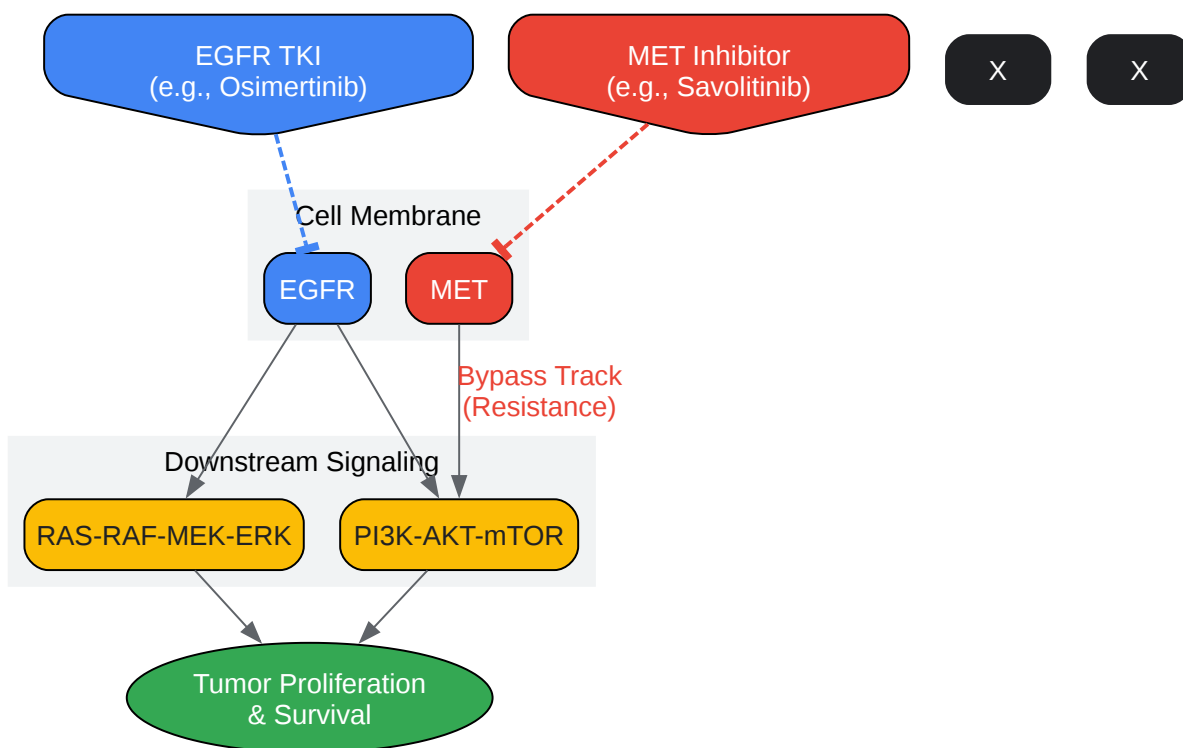 EGFR TKI
(e.g., Osimertinib)
MET Inhibitor
(e.g., Savolitinib)
X
X
Cell Membrane
EGFR
MET
Bypass Track
(Resistance)
Downstream Signaling
RAS-RAF-MEK-ERK
PI3K-AKT-mTOR
Tumor Proliferation
& Survival